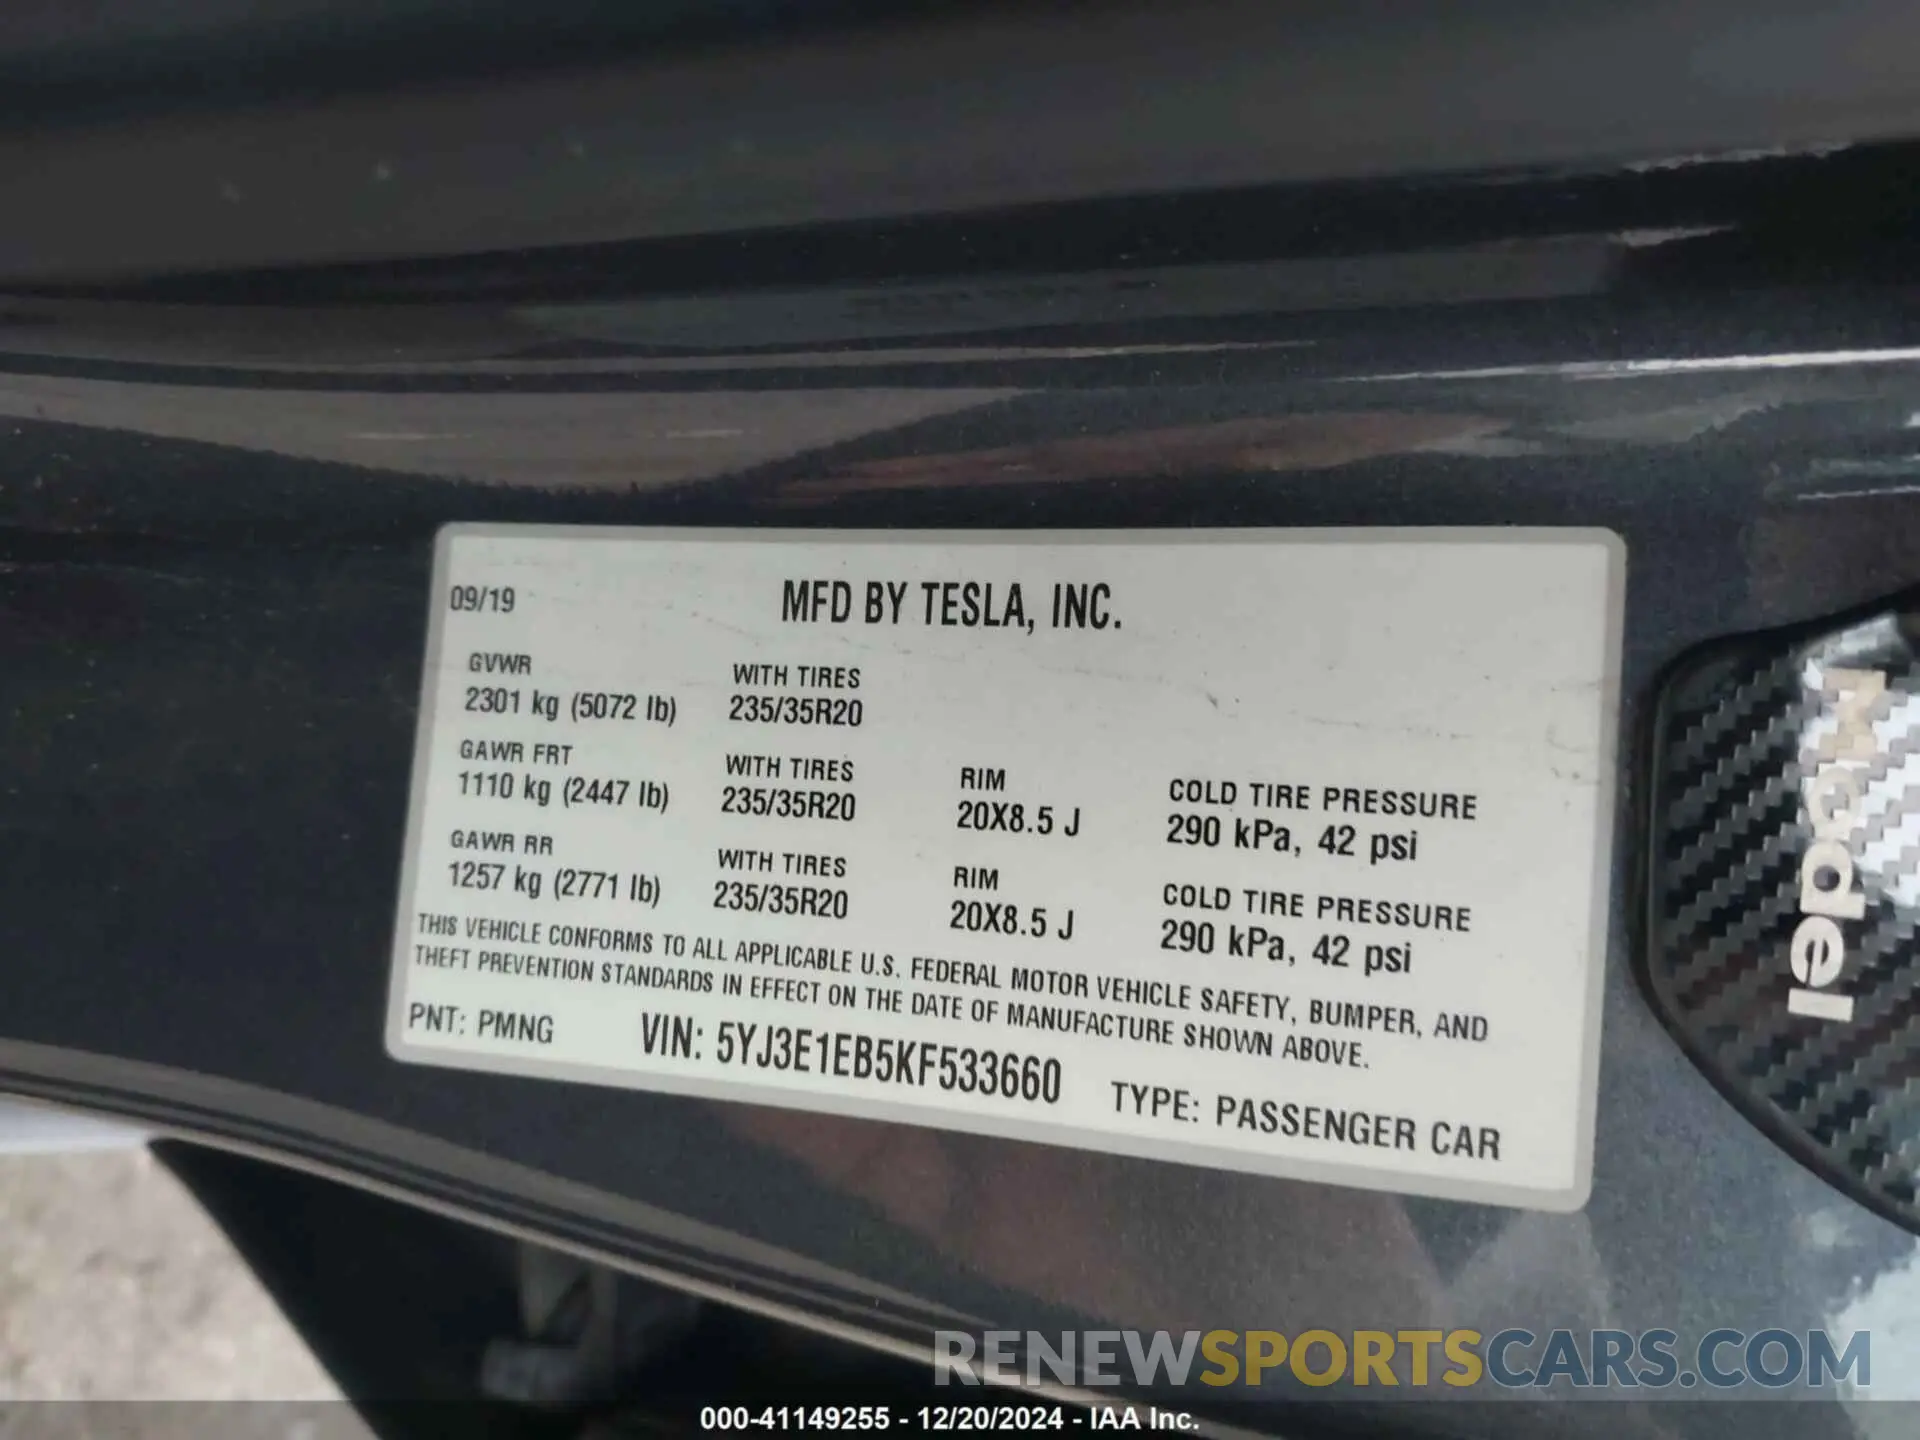 09/19
MFD BY TESLA, INC.
GVWR
2301 kg (5072 lb)
WITH TIRES
235/35R20
GAWR FRT
1110 kg (2447 lb)
WITH TIRES
235/35R20
RIM
20X8.5 J
COLD TIRE PRESSURE
290 kPa, 42 psi
GAWR RR
1257 kg (2771 lb)
WITH TIRES
235/35R20
RIM
20X8.5 J
COLD TIRE PRESSURE
290 kPa, 42 psi
THIS VEHICLE CONFORMS TO ALL APPLICABLE U.S. FEDERAL MOTOR VEHICLE SAFETY, BUMPER, AND
THEFT PREVENTION STANDARDS IN EFFECT ON THE DATE OF MANUFACTURE SHOWN ABOVE.
PNT: PMNG
VIN: 5YJ3E1EB5KF533660
TYPE: PASSENGER CAR
Model
RENEWSPORTSCARS.COM
000-41149255 - 12/20/2024 - IAA Inc.